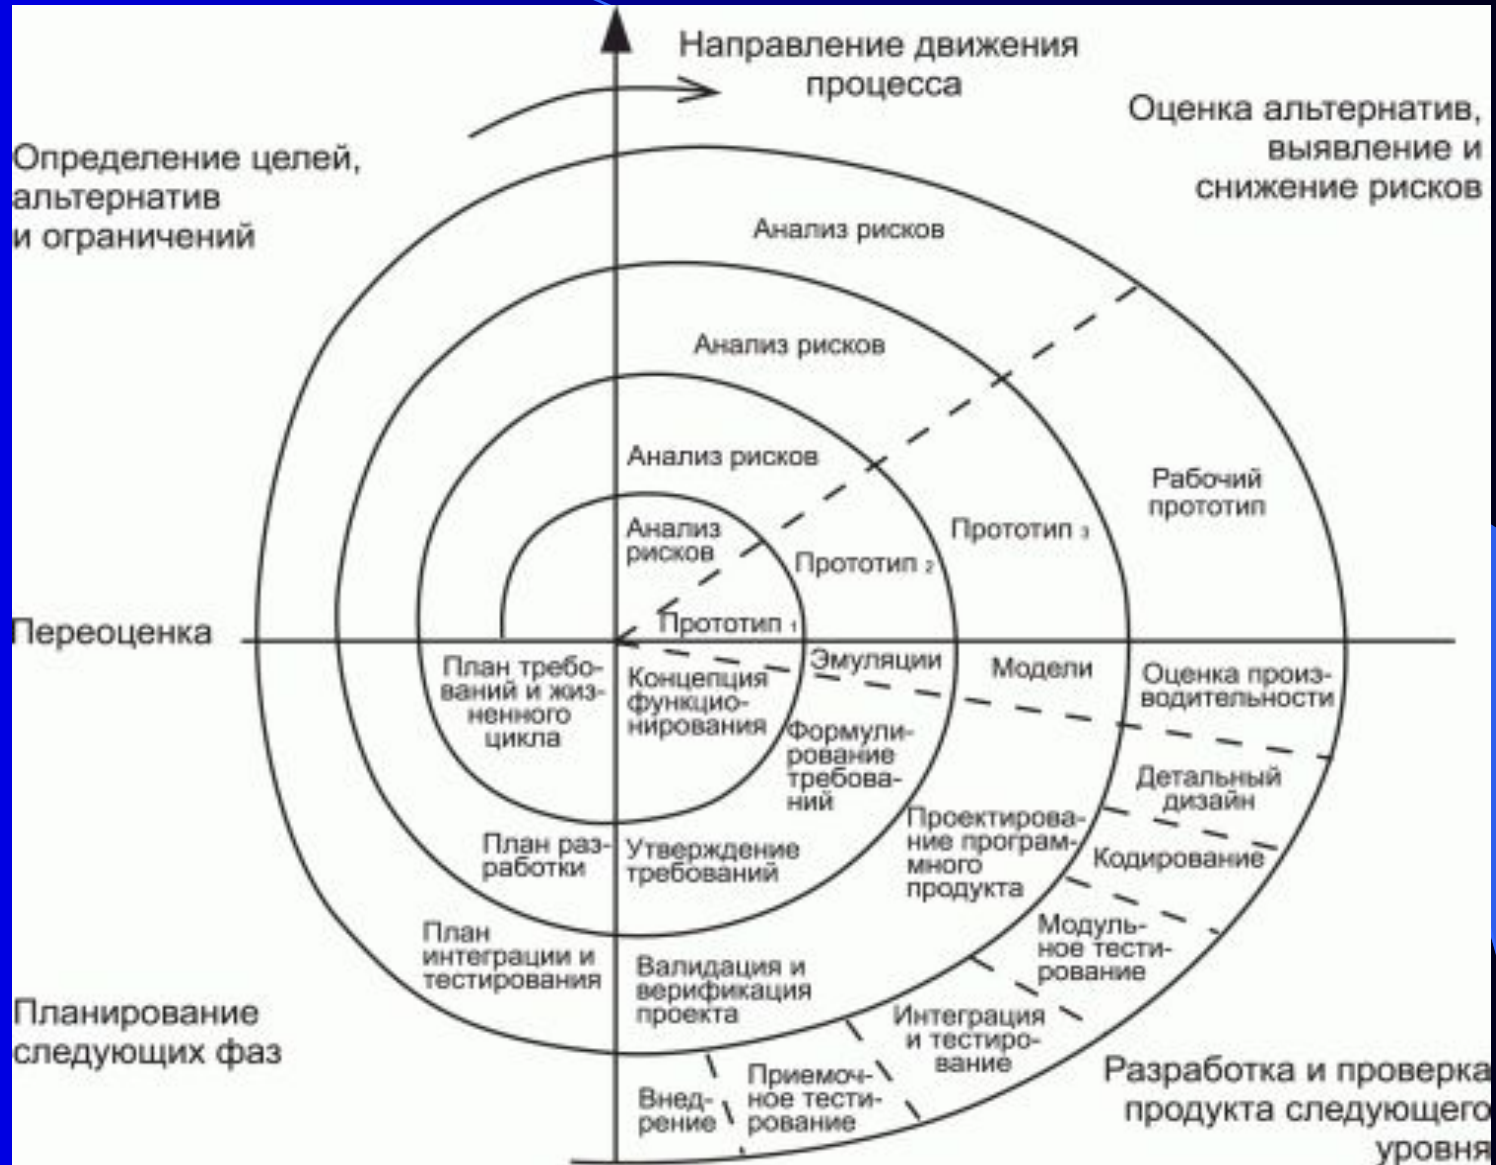 Направление движения
процесса
Оценка альтернатив,
выявление и
снижение рисков
Определение целей,
альтернатив
и ограничений
Анализ рисков
Анализ рисков
Анализ рисков
Анализ
рисков
Рабочий
прототип
Прототип 3
Прототип 2
Прототип 1
Переоценка
План требо-
ваний и жиз-
ненного
цикла
Концепция
функцио-
нирования
Эмуляции
Модели
Оценка произ-
водительности
Формули-
рование
требова-
ний
Детальный
дизайн
Проектирова-
ние програм-
много
продукта
Кодирование
План раз-
работки
Утверждение
требований
Модуль-
ное тести-
рование
План
интеграции и
тестирования
Валидация и
верификация
проекта
Интеграция
и тестиро-
вание
Планирование
следующих фаз
Приемоч-
ное тести-
рование
Внед-
рение
Разработка и проверка
продукта следующего
уровня